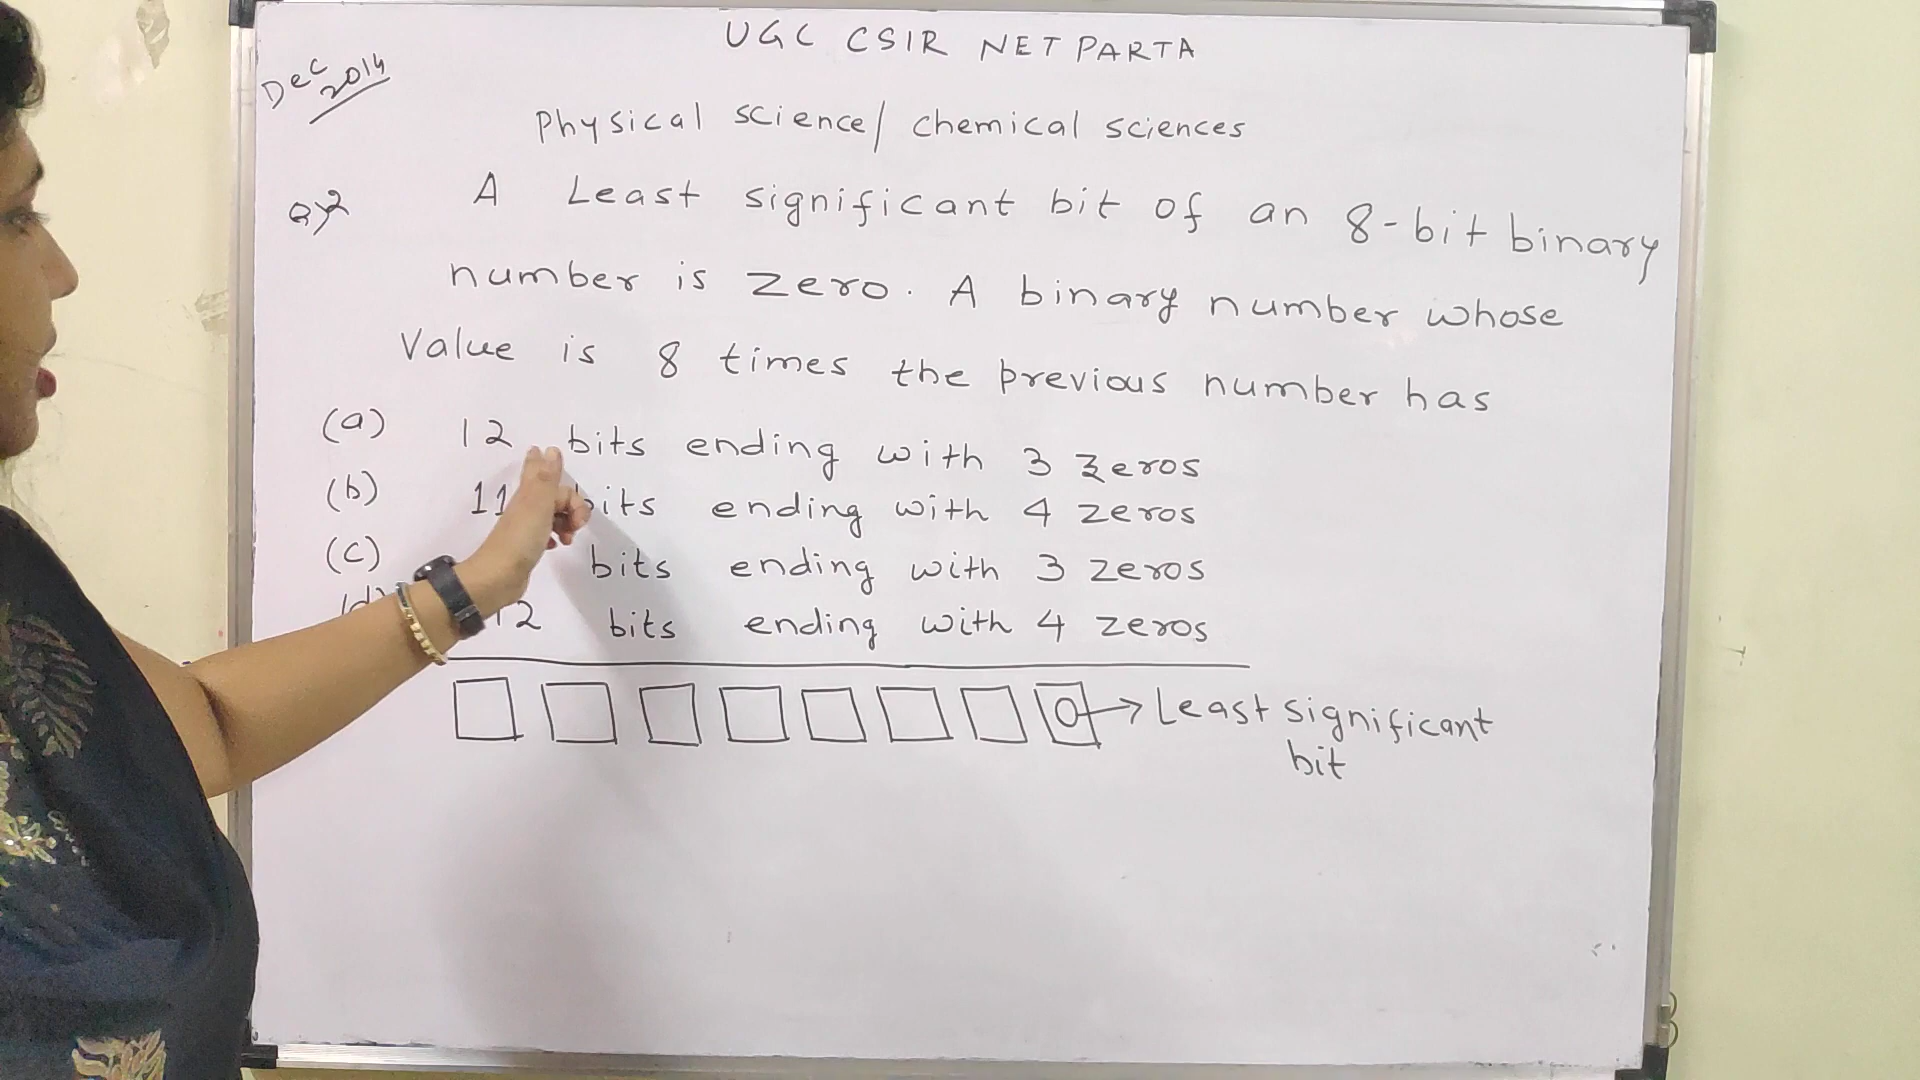 UGC CSIR NET PARTA
Dec 2014
Physical science/ chemical sciences
Q2 A Least significant bit of an 8-bit binary
number is zero. A binary number whose
value is 8 times the previous number has
(a) 12 bits ending with 3 zeros
(b) 11 bits ending with 4 zeros
(c) bits ending with 3 zeros
(d) 12 bits ending with 4 zeros
0 → Least significant
bit